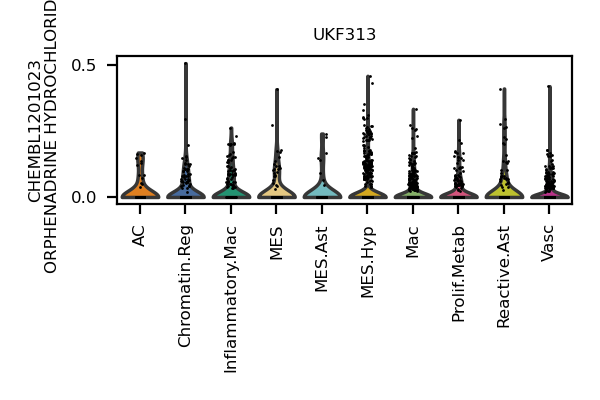 UKF313
CHEMBL1201023
ORPHENADRINE HYDROCHLORID
0.5
0.0
AC
Chromatin.Reg
Inflammatory.Mac
MES
MES.Ast
MES.Hyp
Mac
Prolif.Metab
Reactive.Ast
Vasc